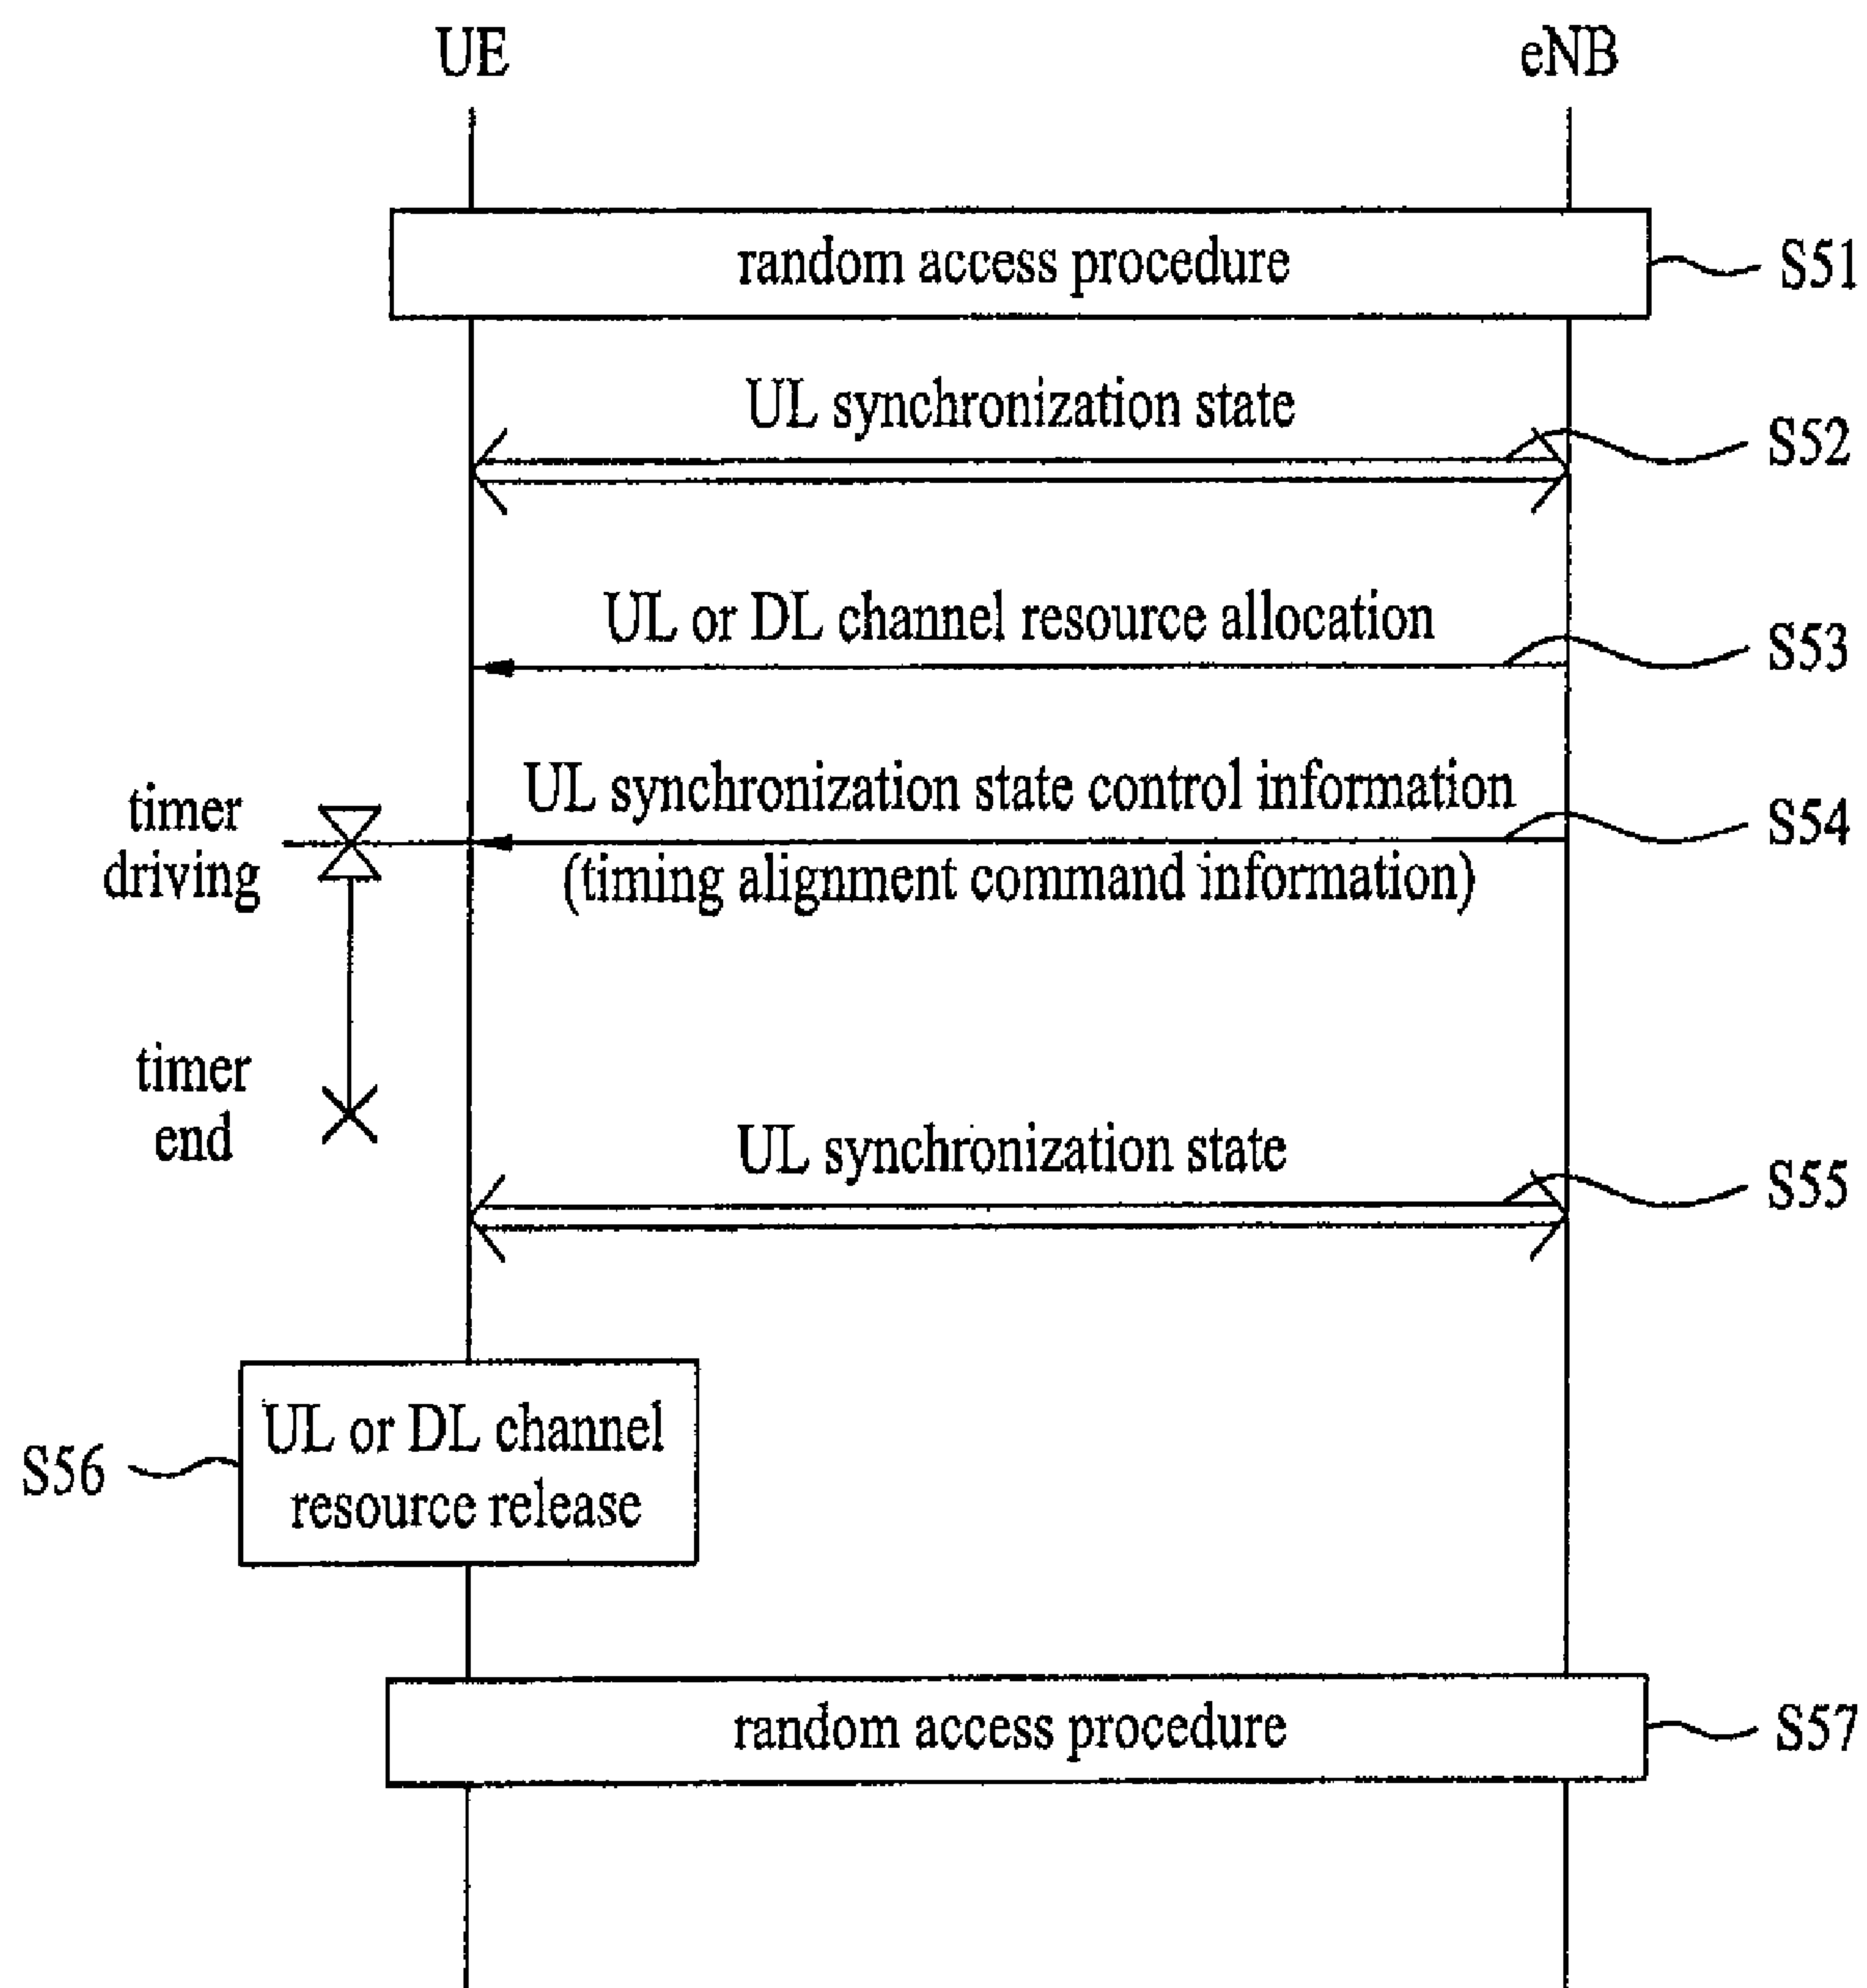 UE
eNB
random access procedure
S51
UL synchronization state
S52
UL or DL channel resource allocation
S53
UL synchronization state control information
(timing alignment command information)
S54
timer
driving
timer
end
UL synchronization state
S55
UL or DL channel
resource release
S56
random access procedure
S57